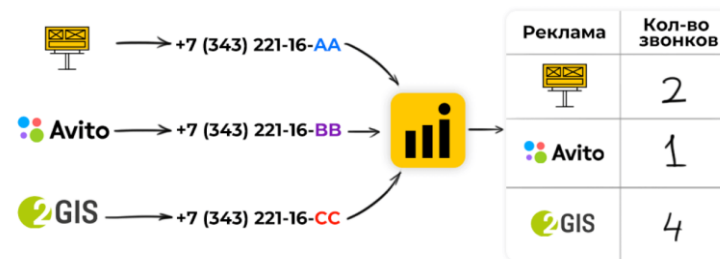 +7 (343) 221-16-AA
Avito
+7 (343) 221-16-BB
2GIS
+7 (343) 221-16-CC
Реклама
Кол-во
звонков
2
Avito
1
2GIS
4